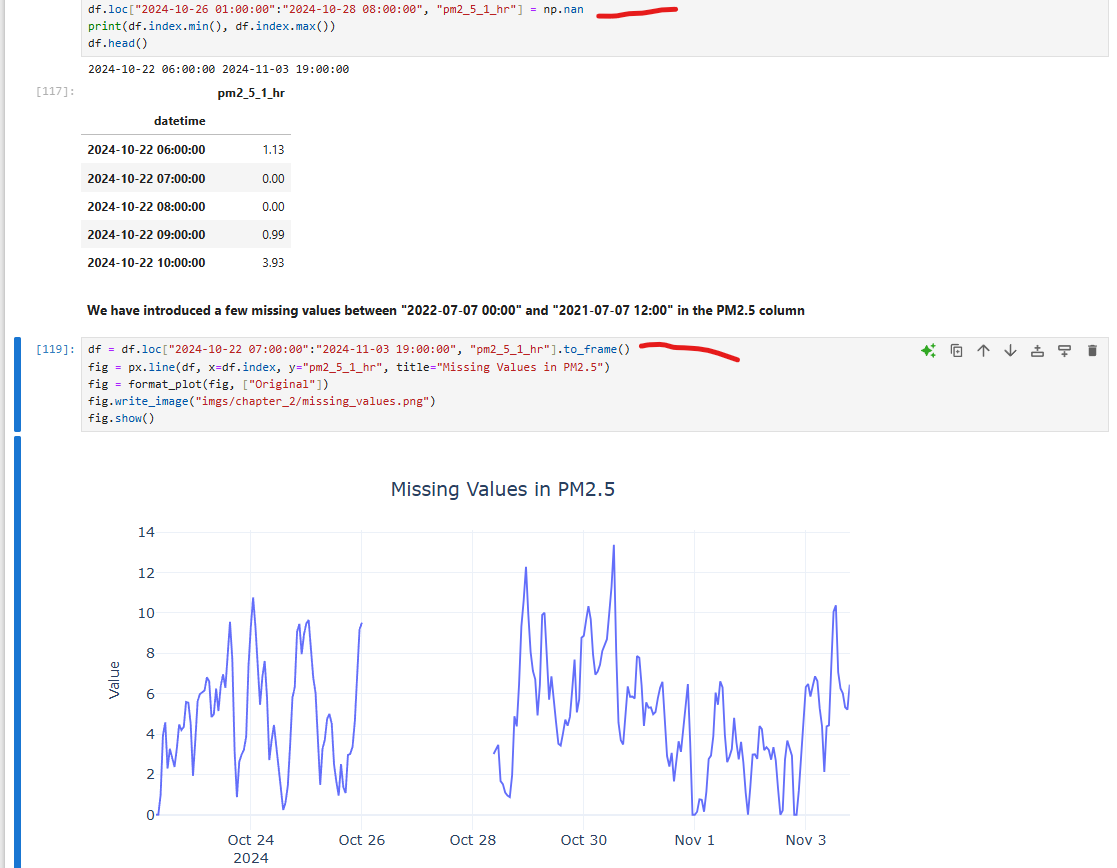 df.loc["2024-10-26 01:00:00":"2024-10-28 08:00:00", "pm2_5_1_hr"] = np.nan
print(df.index.min(), df.index.max())
df.head()
2024-10-22 06:00:00 2024-11-03 19:00:00
[117]:
pm2_5_1_hr
datetime
2024-10-22 06:00:00 1.13
2024-10-22 07:00:00 0.00
2024-10-22 08:00:00 0.00
2024-10-22 09:00:00 0.99
2024-10-22 10:00:00 3.93
We have introduced a few missing values between "2022-07-07 00:00" and "2021-07-07 12:00" in the PM2.5 column
[119]:
df = df.loc["2024-10-22 07:00:00":"2024-11-03 19:00:00", "pm2_5_1_hr"].to_frame()
fig = px.line(df, x=df.index, y="pm2_5_1_hr", title="Missing Values in PM2.5")
fig = format_plot(fig, ["Original"])
fig.write_image("imgs/chapter_2/missing_values.png")
fig.show()
Missing Values in PM2.5
14
12
10
8
6
4
2
0
Value
Oct 24 Oct 26 Oct 28 Oct 30 Nov 1 Nov 3
2024